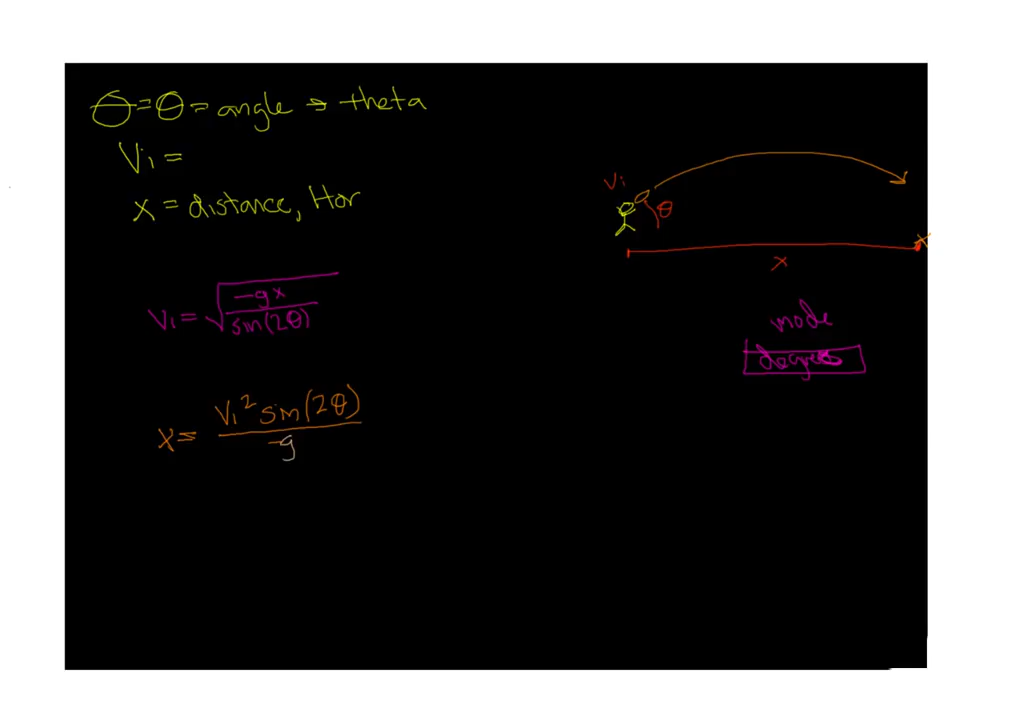 θ = θ = angle → theta
Vi =
x = distance, Hor
Vi
θ
x
x
Vi = √(-gx / sin(2θ))
mode
degrees
x = Vi² sin(2θ) / -g